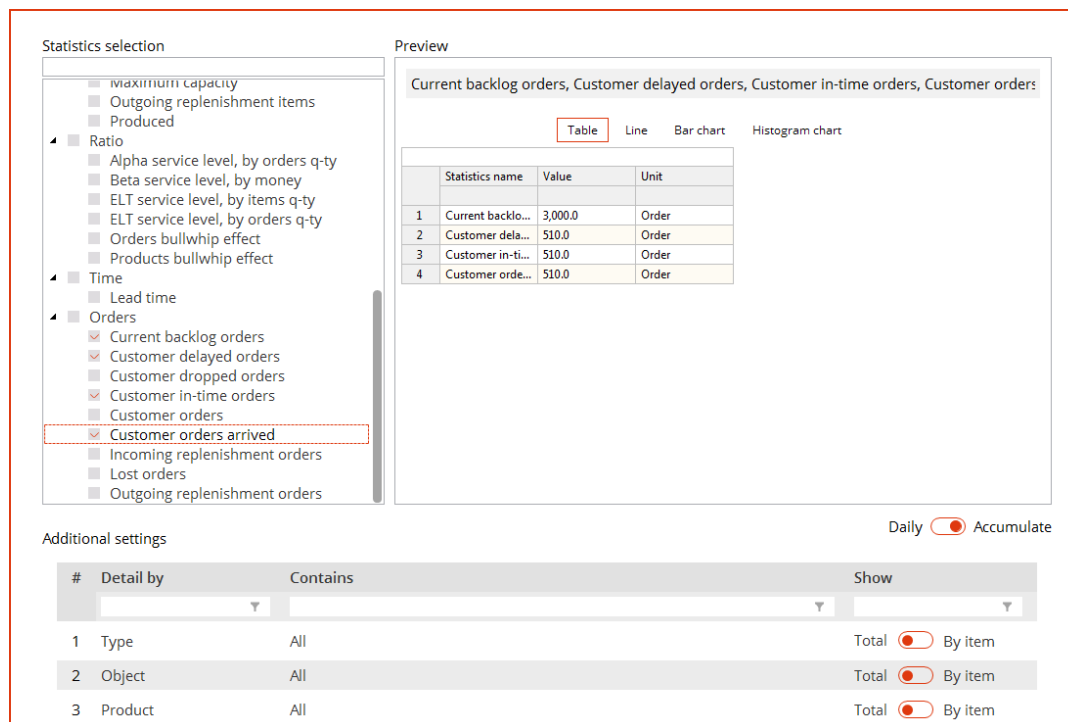 Statistics selection
Preview
Maximum capacity
Outgoing replenishment items
Produced
Ratio
Alpha service level, by orders q-ty
Beta service level, by money
ELT service level, by items q-ty
ELT service level, by orders q-ty
Orders bullwhip effect
Products bullwhip effect
Time
Lead time
Orders
Current backlog orders
Customer delayed orders
Customer dropped orders
Customer in-time orders
Customer orders
Customer orders arrived
Incoming replenishment orders
Lost orders
Outgoing replenishment orders
Current backlog orders, Customer delayed orders, Customer in-time orders, Customer orders
Table Line Bar chart Histogram chart
Statistics name Value Unit
1 Current backlo... 3,000.0 Order
2 Customer dela... 510.0 Order
3 Customer in-ti... 510.0 Order
4 Customer orde... 510.0 Order
Daily Accumulate
Additional settings
# Detail by Contains Show
1 Type All Total By item
2 Object All Total By item
3 Product All Total By item